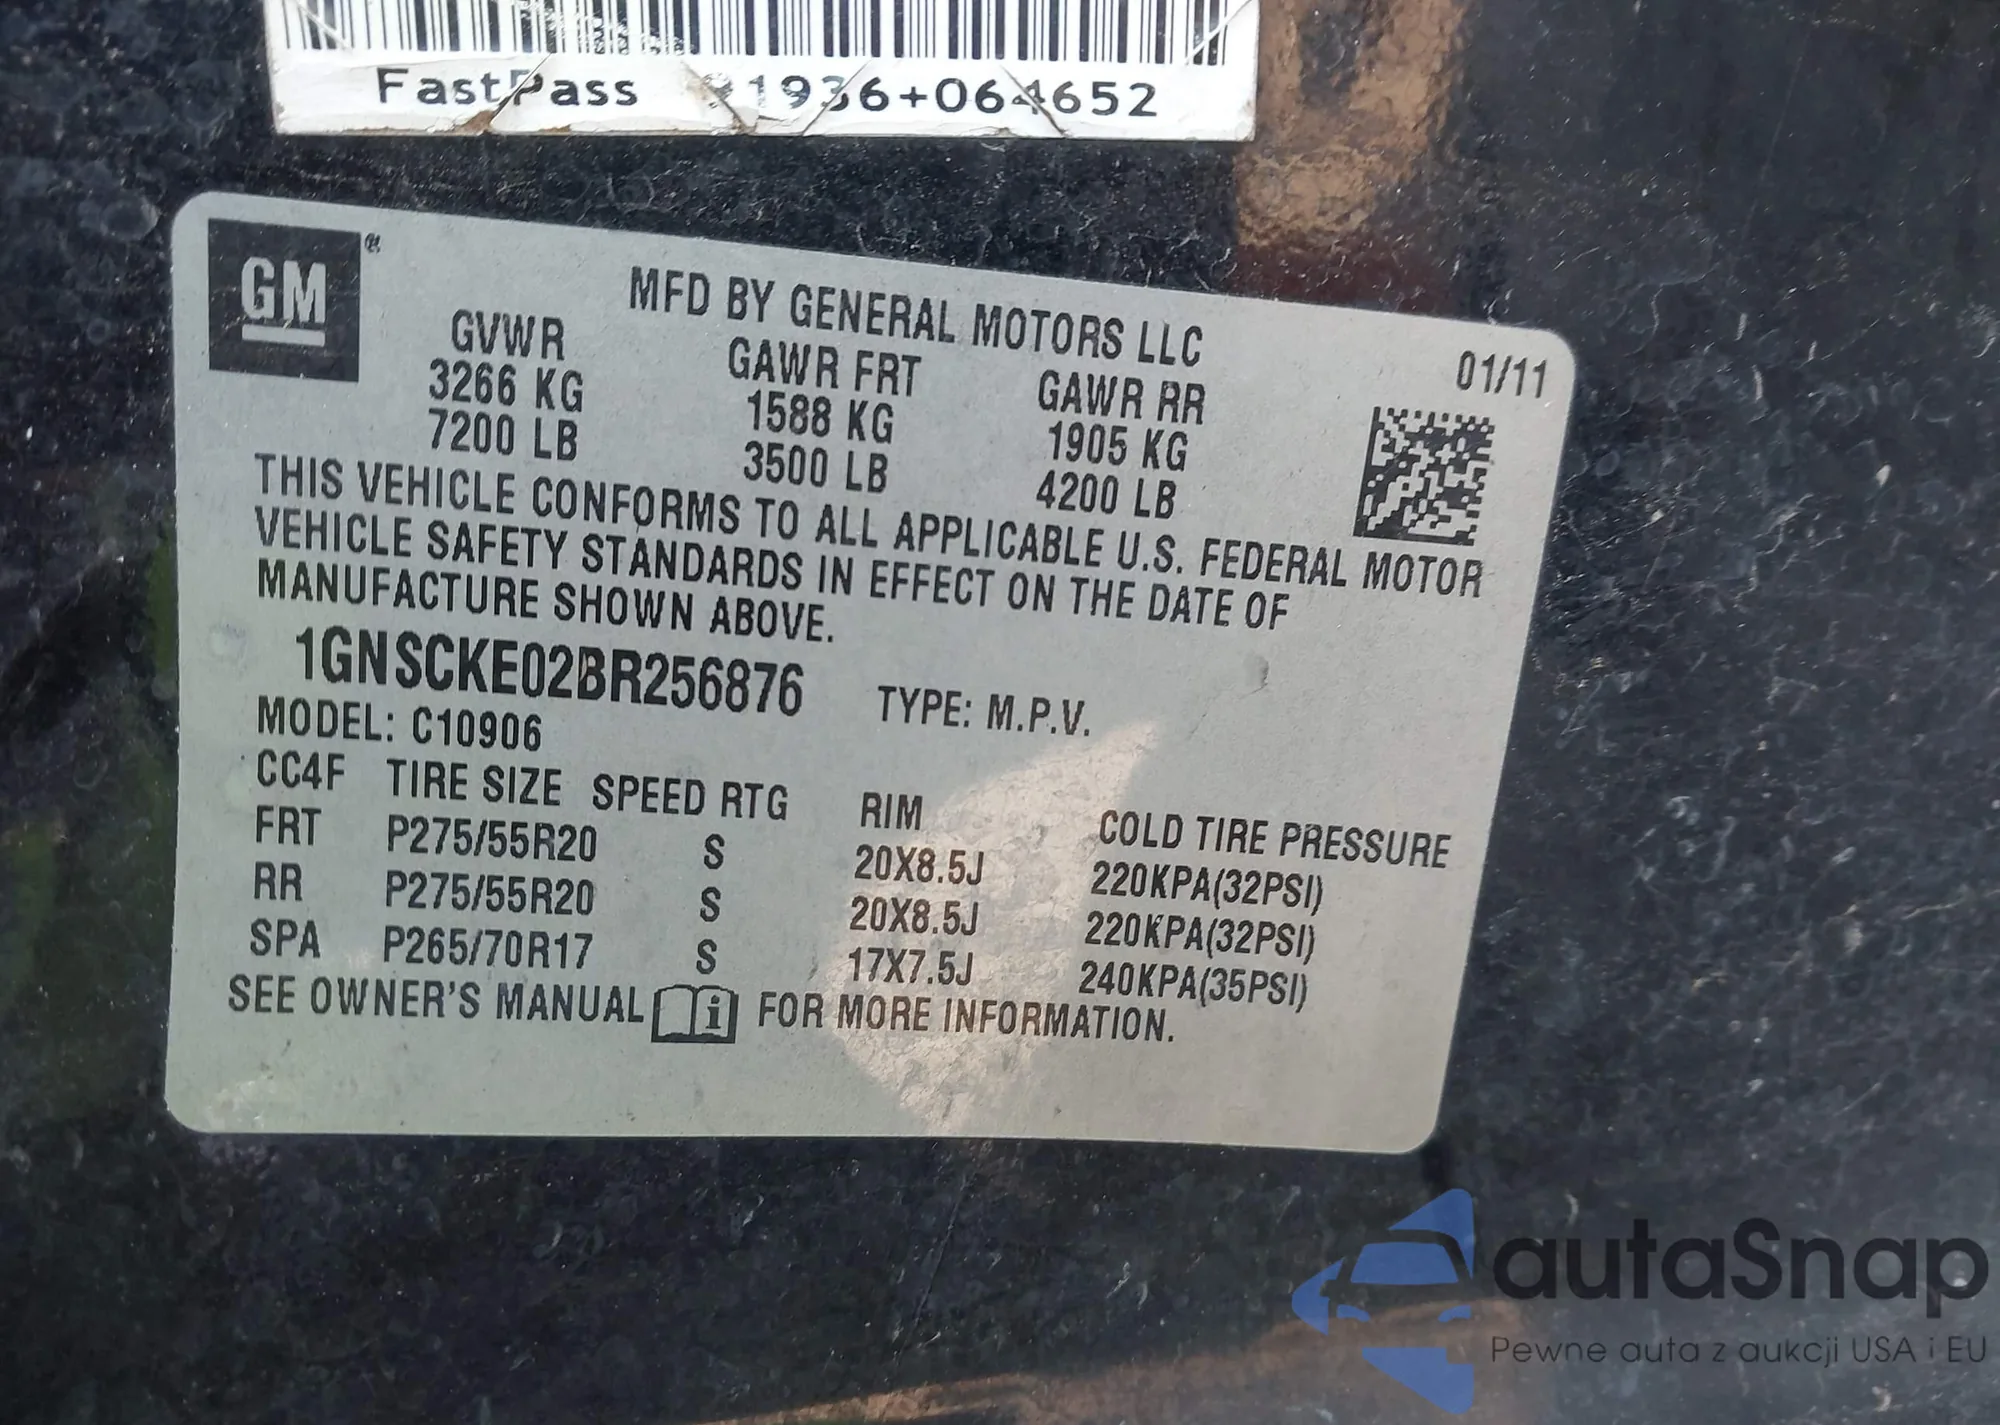 FastPass 91936+064652
GM®
MFD BY GENERAL MOTORS LLC
01/11
GVWR GAWR FRT GAWR RR
3266 KG 1588 KG 1905 KG
7200 LB 3500 LB 4200 LB
THIS VEHICLE CONFORMS TO ALL APPLICABLE U.S. FEDERAL MOTOR
VEHICLE SAFETY STANDARDS IN EFFECT ON THE DATE OF
MANUFACTURE SHOWN ABOVE.
1GNSCKE02BR256876 TYPE: M.P.V.
MODEL: C10906
CC4F TIRE SIZE SPEED RTG RIM COLD TIRE PRESSURE
FRT P275/55R20 S 20X8.5J 220KPA(32PSI)
RR P275/55R20 S 20X8.5J 220KPA(32PSI)
SPA P265/70R17 S 17X7.5J 240KPA(35PSI)
SEE OWNER'S MANUAL i FOR MORE INFORMATION.
autaSnap
Pewne auta z aukcji USA i EU